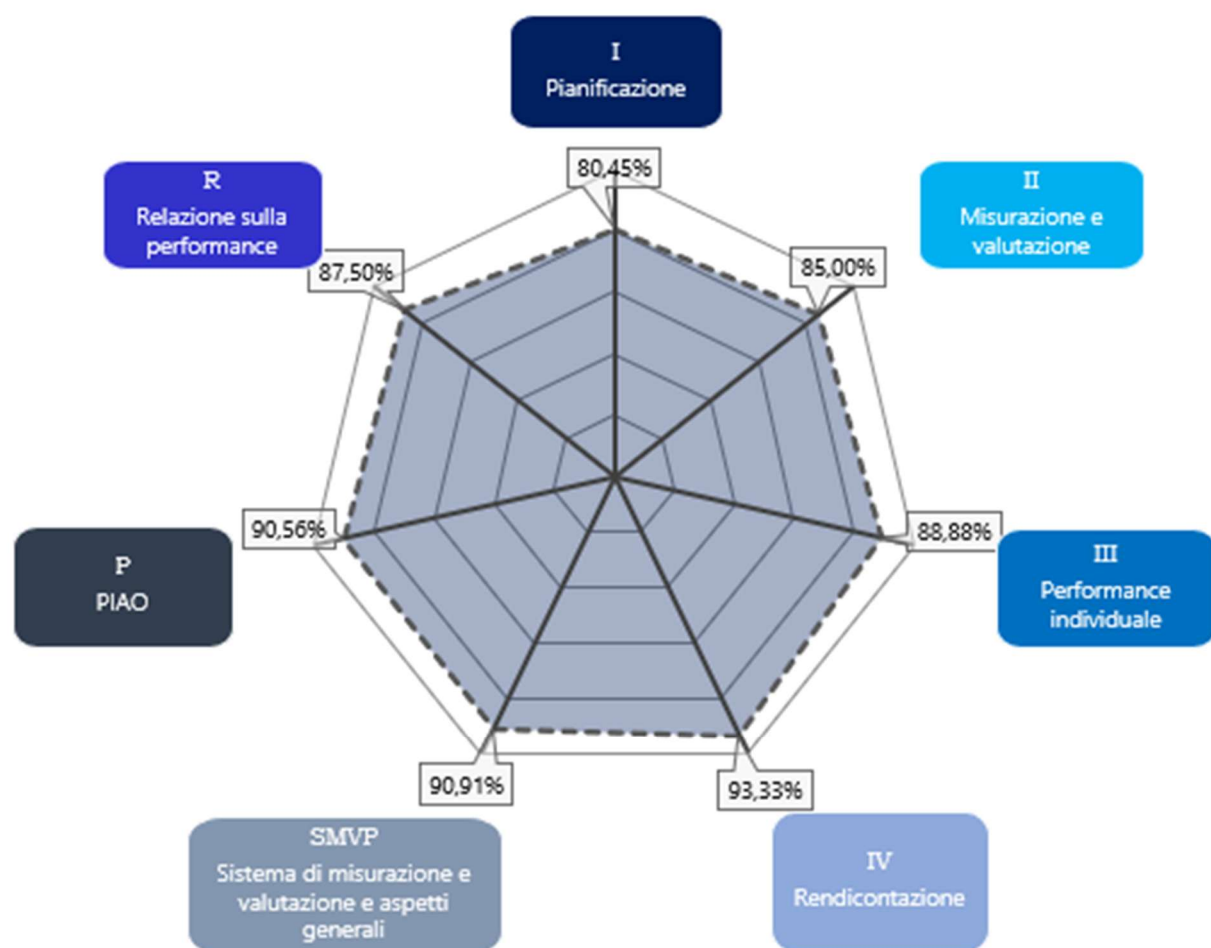 I
Pianificazione
80,45%
R
Relazione sulla
performance
87,50%
II
Misurazione e
valutazione
85,00%
90,56%
P
PIAO
88,88%
III
Performance
individuale
90,91%
93,33%
SMVP
Sistema di misurazione e
valutazione e aspetti
generali
IV
Rendicontazione